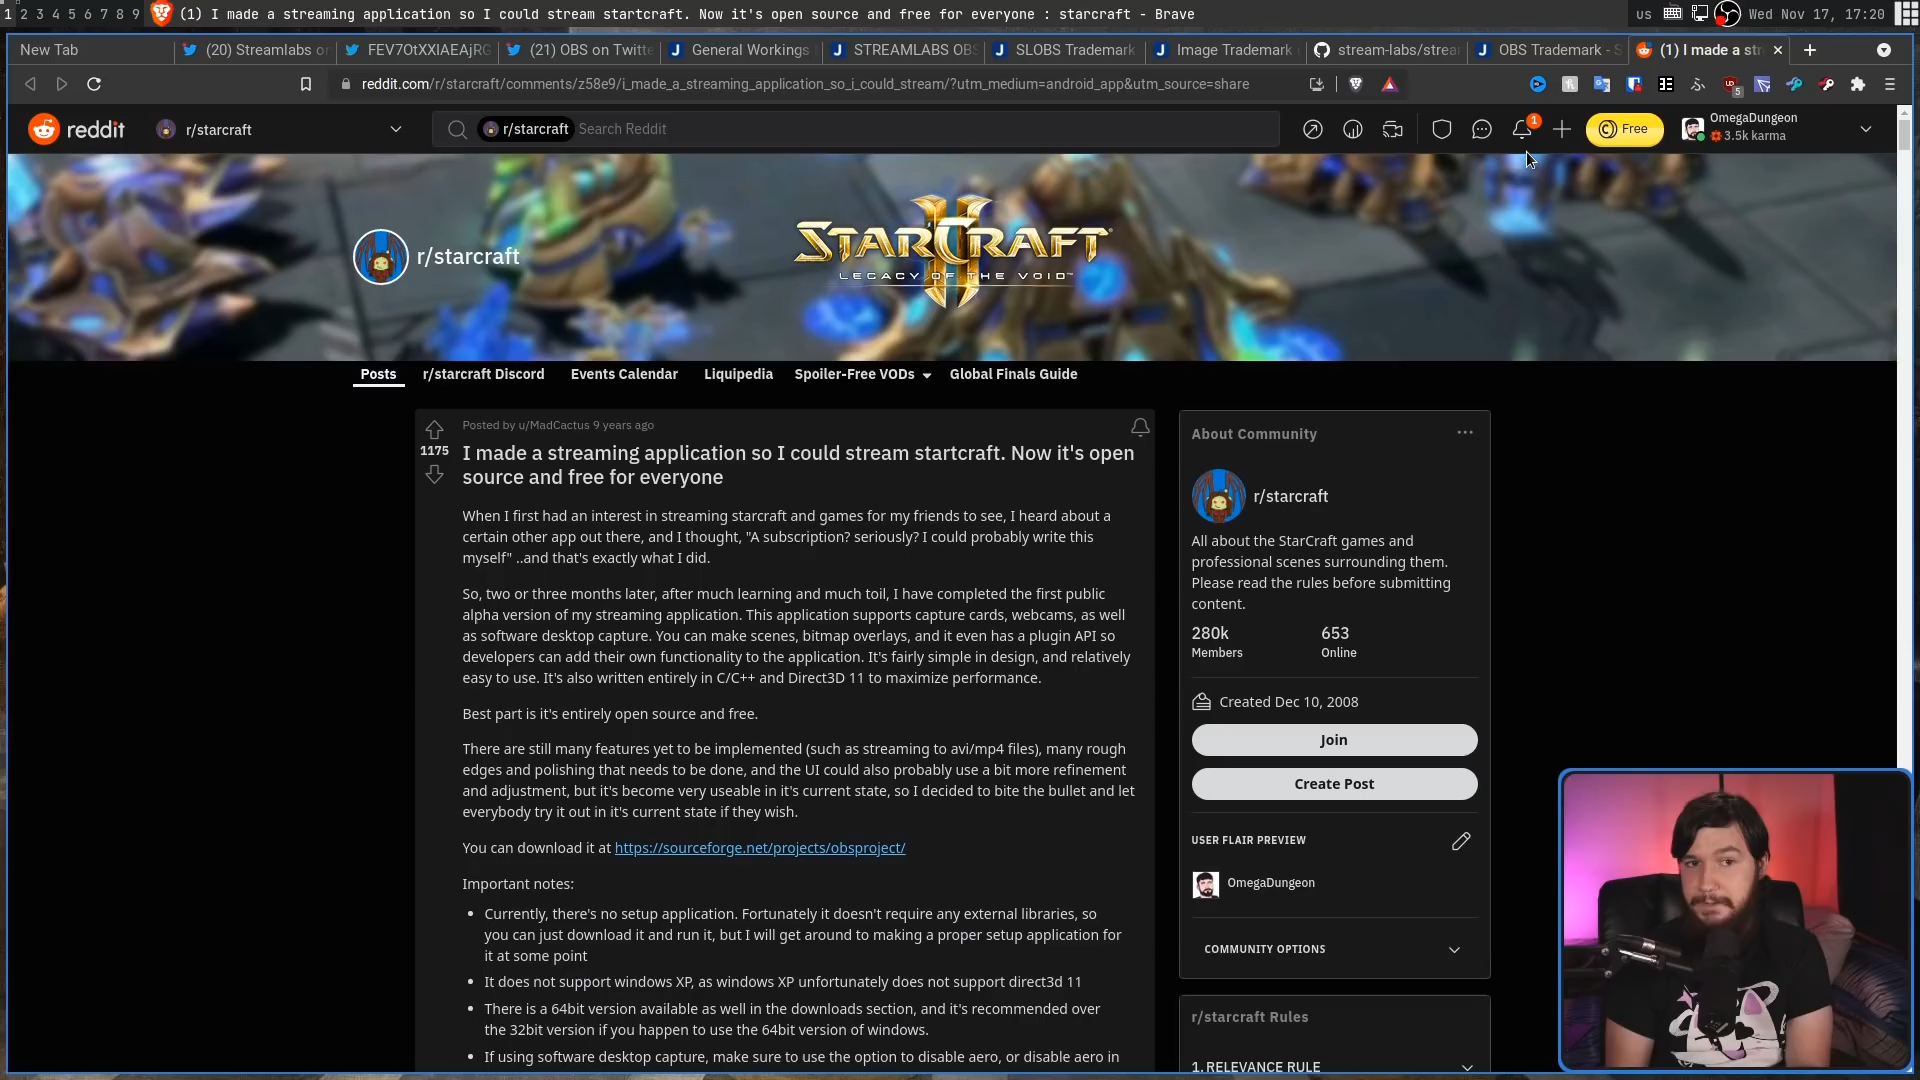 1 2 3 4 5 6 7 8 9 (1) I made a streaming application so I could stream startcraft. Now it's open source and free for everyone : starcraft - Brave
us Wed Nov 17, 17:20
New Tab
(20) Streamlabs or
FEV7OtXXIAEAjRG
(21) OBS on Twitte
General Workings
STREAMLABS OBS
SLOBS Trademark
Image Trademark
stream-labs/strea
OBS Trademark - S
(1) I made a str
reddit.com/r/starcraft/comments/z58e9/i_made_a_streaming_application_so_i_could_stream/?utm_medium=android_app&utm_source=share
5
reddit
r/starcraft
r/starcraft Search Reddit
1
Free
OmegaDungeon
3.5k karma
r/starcraft
STARCRAFT
II
LEGACY OF THE VOID™
Posts
r/starcraft Discord
Events Calendar
Liquipedia
Spoiler-Free VODs
Global Finals Guide
1175
Posted by u/MadCactus 9 years ago
I made a streaming application so I could stream startcraft. Now it's open
source and free for everyone
When I first had an interest in streaming starcraft and games for my friends to see, I heard about a
certain other app out there, and I thought, "A subscription? seriously? I could probably write this
myself" ..and that's exactly what I did.
So, two or three months later, after much learning and much toil, I have completed the first public
alpha version of my streaming application. This application supports capture cards, webcams, as well
as software desktop capture. You can make scenes, bitmap overlays, and it even has a plugin API so
developers can add their own functionality to the application. It's fairly simple in design, and relatively
easy to use. It's also written entirely in C/C++ and Direct3D 11 to maximize performance.
Best part is it's entirely open source and free.
There are still many features yet to be implemented (such as streaming to avi/mp4 files), many rough
edges and polishing that needs to be done, and the UI could also probably use a bit more refinement
and adjustment, but it's become very useable in it's current state, so I decided to bite the bullet and let
everybody try it out in it's current state if they wish.
You can download it at https://sourceforge.net/projects/obsproject/
Important notes:
• Currently, there's no setup application. Fortunately it doesn't require any external libraries, so
you can just download it and run it, but I will get around to making a proper setup application for
it at some point
• It does not support windows XP, as windows XP unfortunately does not support direct3d 11
• There is a 64bit version available as well in the downloads section, and it's recommended over
the 32bit version if you happen to use the 64bit version of windows.
• If using software desktop capture, make sure to use the option to disable aero, or disable aero in
About Community
r/starcraft
All about the StarCraft games and
professional scenes surrounding them.
Please read the rules before submitting
content.
280k
Members
653
Online
Created Dec 10, 2008
Join
Create Post
USER FLAIR PREVIEW
OmegaDungeon
COMMUNITY OPTIONS
r/starcraft Rules
1. RELEVANCE RULE